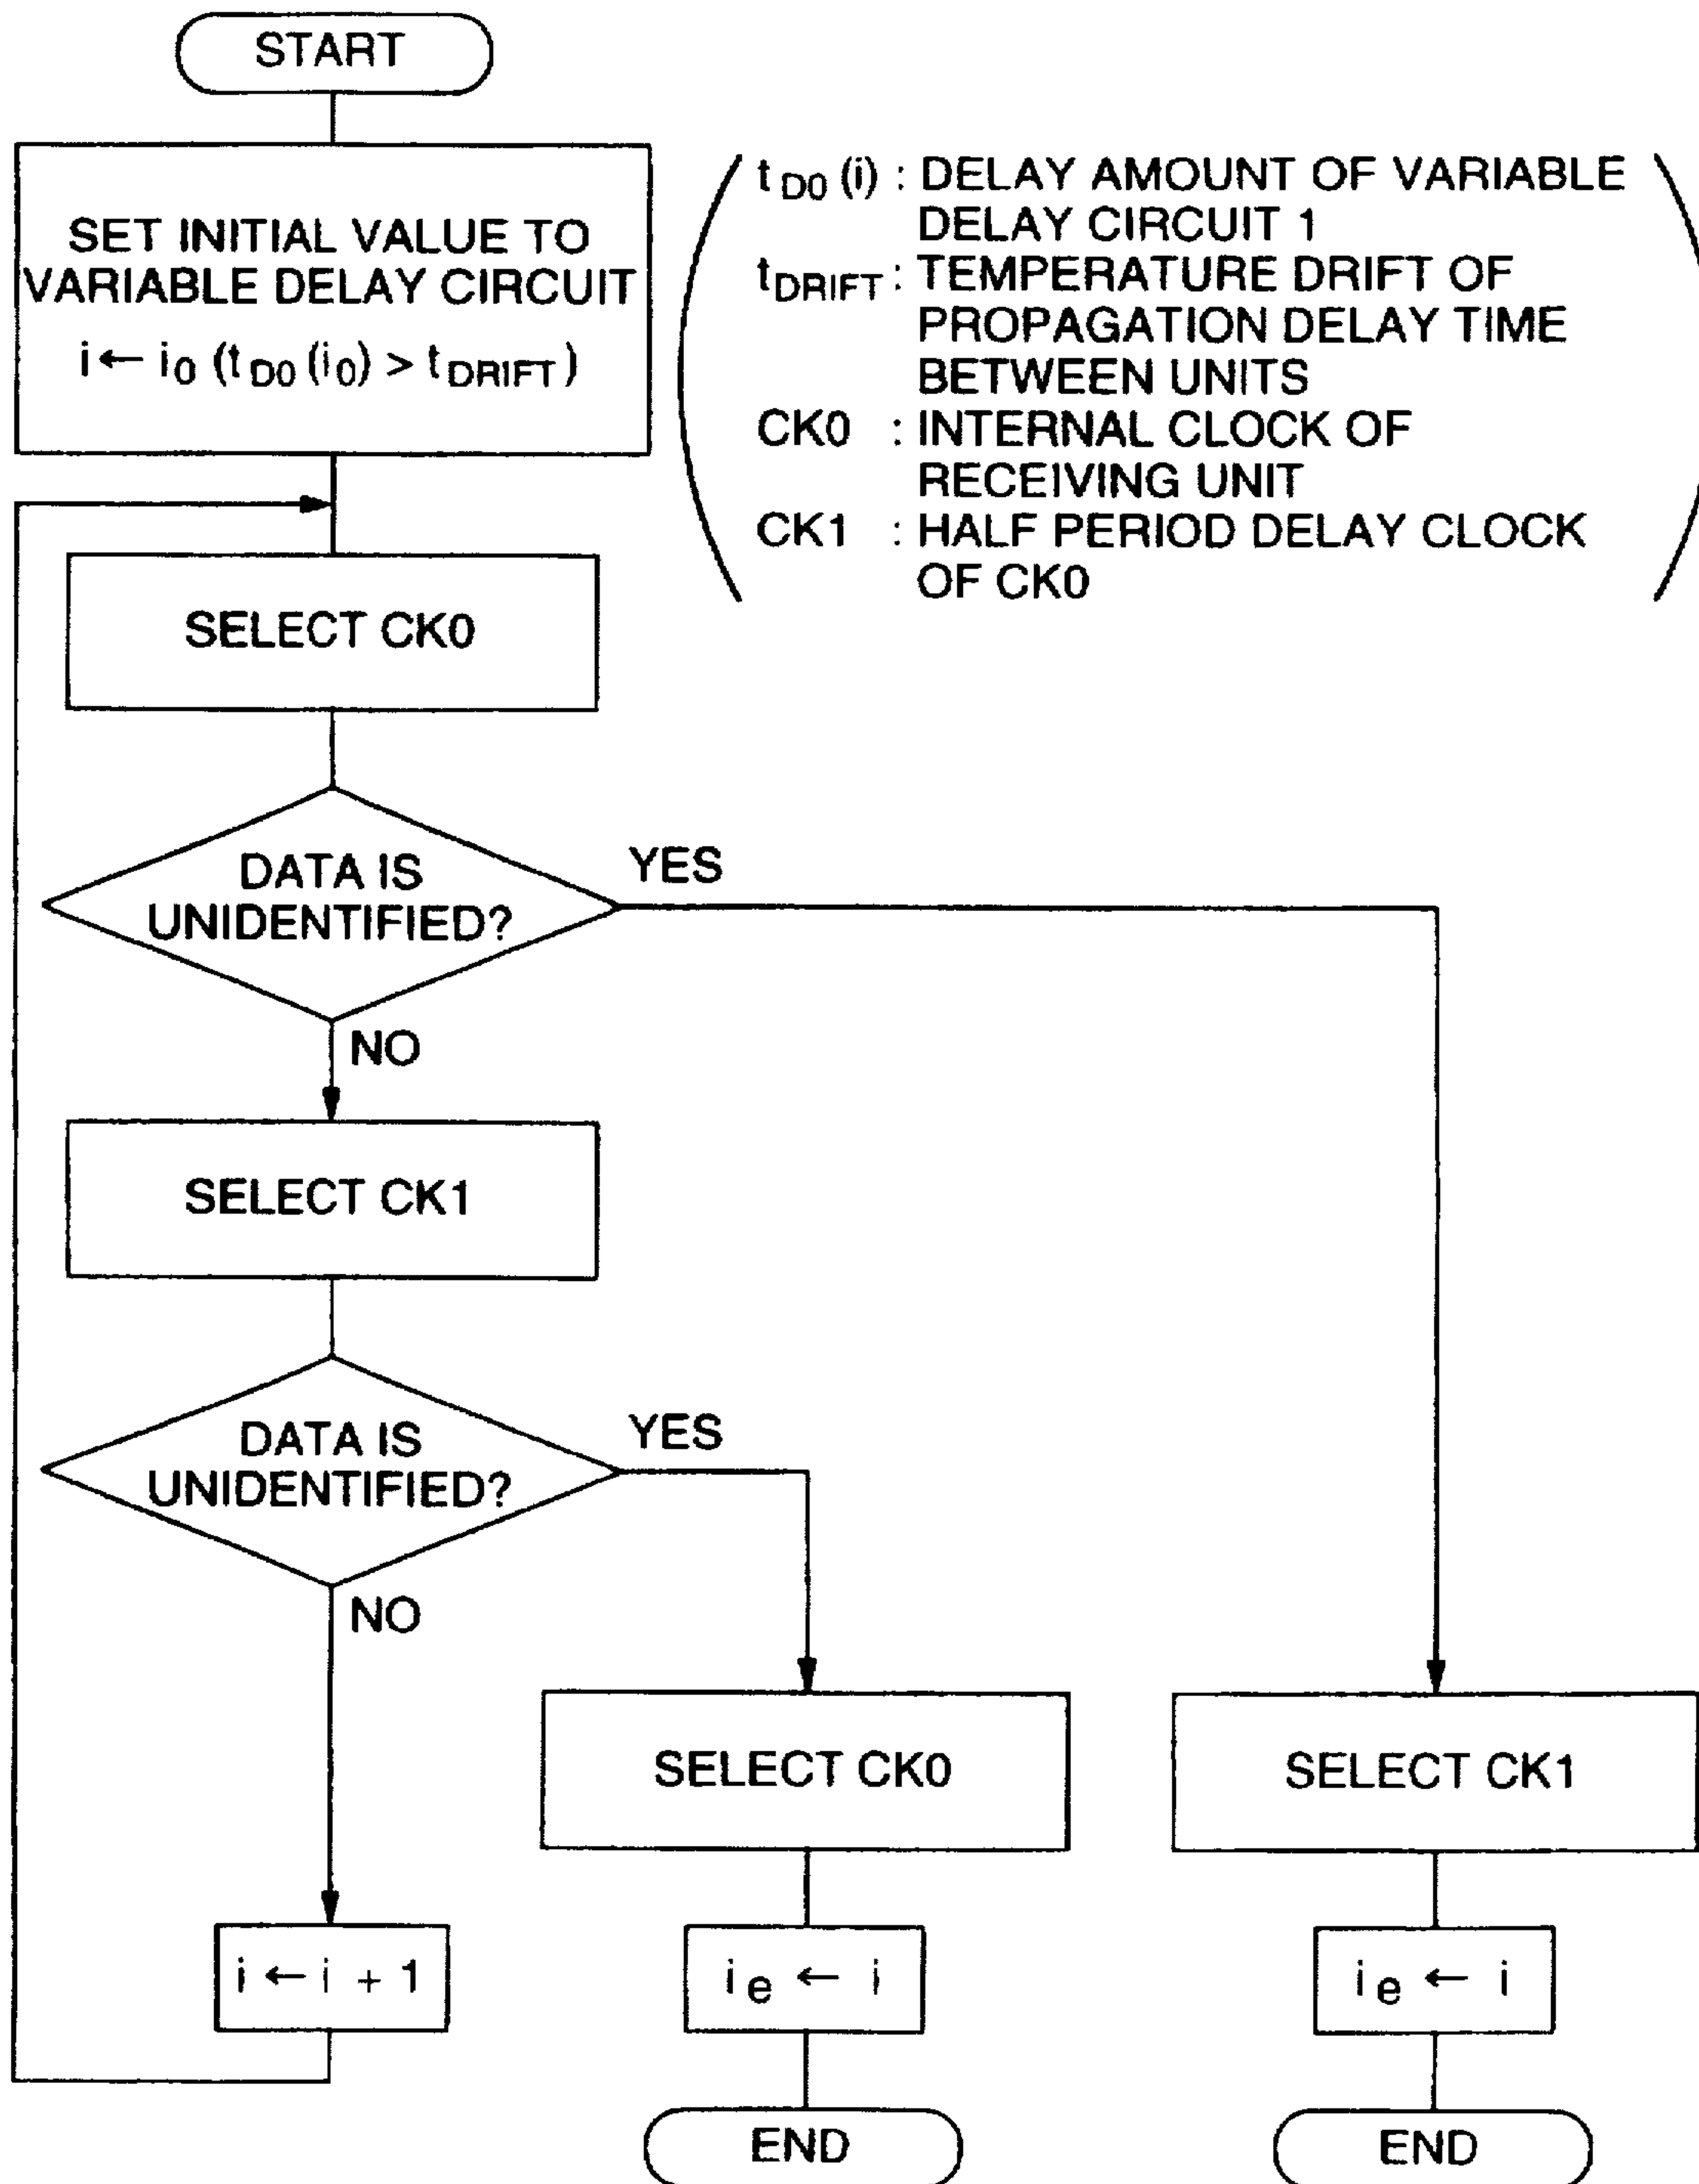 START
SET INITIAL VALUE TO
VARIABLE DELAY CIRCUIT
i ← i0 (tD0 (i0) > tDRIFT)
tD0 (i) : DELAY AMOUNT OF VARIABLE
DELAY CIRCUIT 1
tDRIFT : TEMPERATURE DRIFT OF
PROPAGATION DELAY TIME
BETWEEN UNITS
CK0 : INTERNAL CLOCK OF
RECEIVING UNIT
CK1 : HALF PERIOD DELAY CLOCK
OF CK0
SELECT CK0
DATA IS
UNIDENTIFIED?
YES
NO
SELECT CK1
DATA IS
UNIDENTIFIED?
YES
NO
SELECT CK0
SELECT CK1
i ← i + 1
ie ← i
ie ← i
END
END